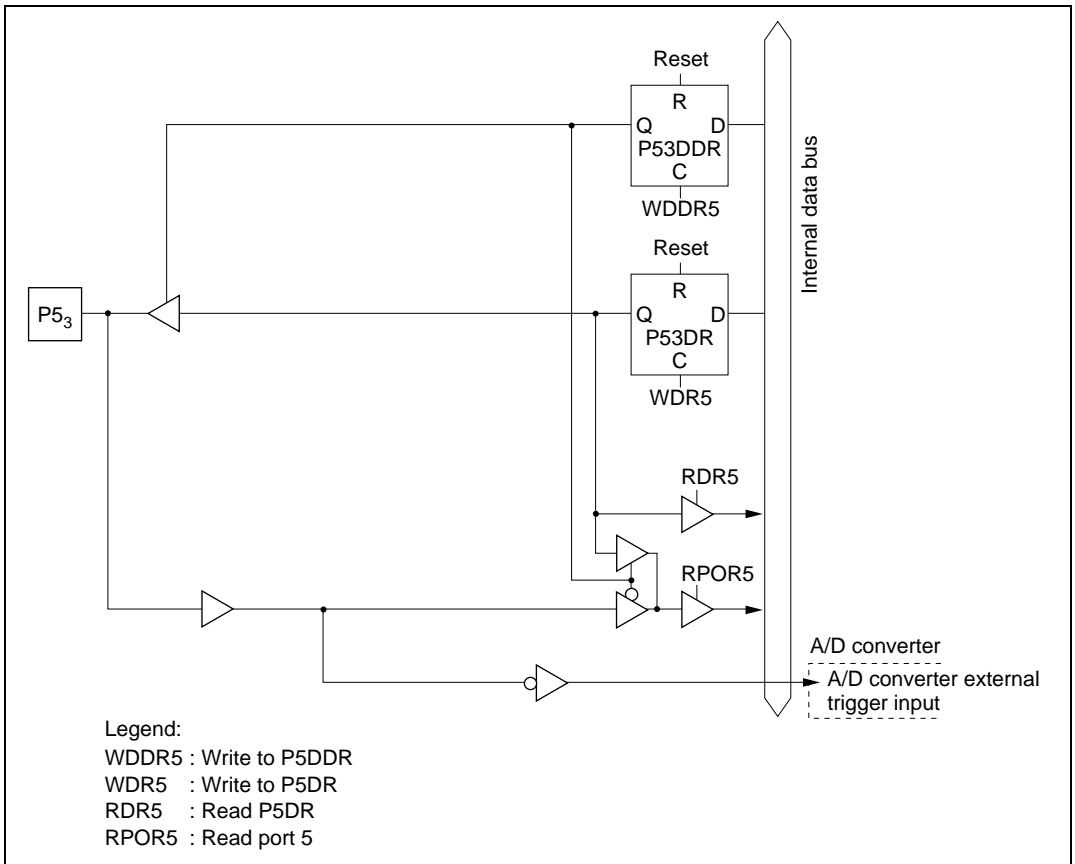 Reset
R
Q D
P53DDR
C
WDDR5
Reset
R
Q D
P53DR
C
WDR5
P5₃
Internal data bus
RDR5
RPOR5
A/D converter
A/D converter external
trigger input
Legend:
WDDR5 : Write to P5DDR
WDR5 : Write to P5DR
RDR5 : Read P5DR
RPOR5 : Read port 5